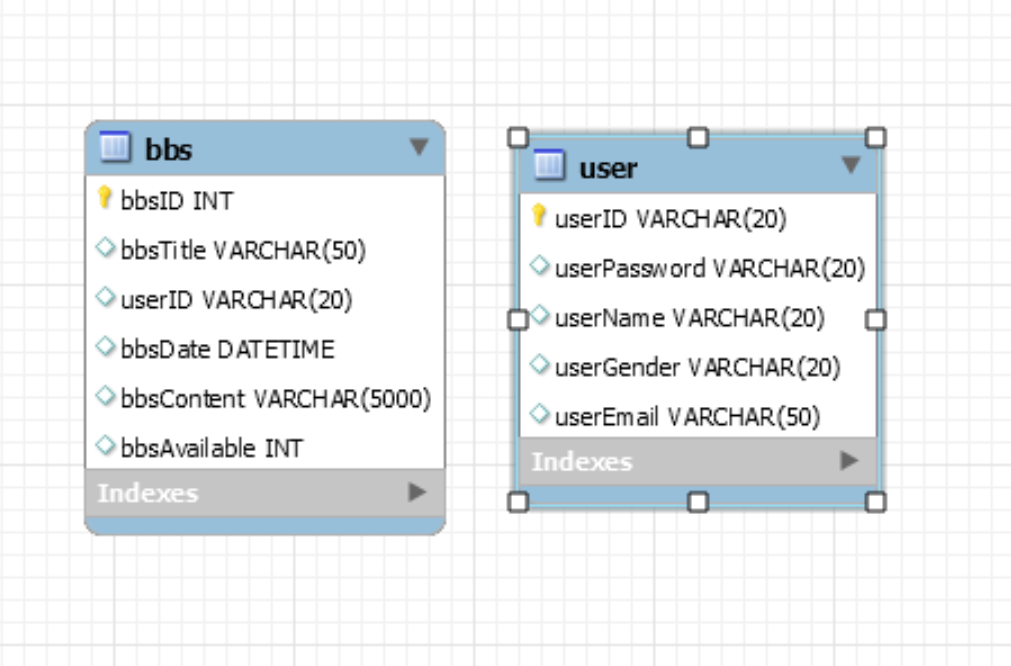 bbs
bbsID INT
bbsTitle VARCHAR(50)
userID VARCHAR(20)
bbsDate DATETIME
bbsContent VARCHAR(5000)
bbsAvailable INT
Indexes
user
userID VARCHAR(20)
userPassword VARCHAR(20)
userName VARCHAR(20)
userGender VARCHAR(20)
userEmail VARCHAR(50)
Indexes